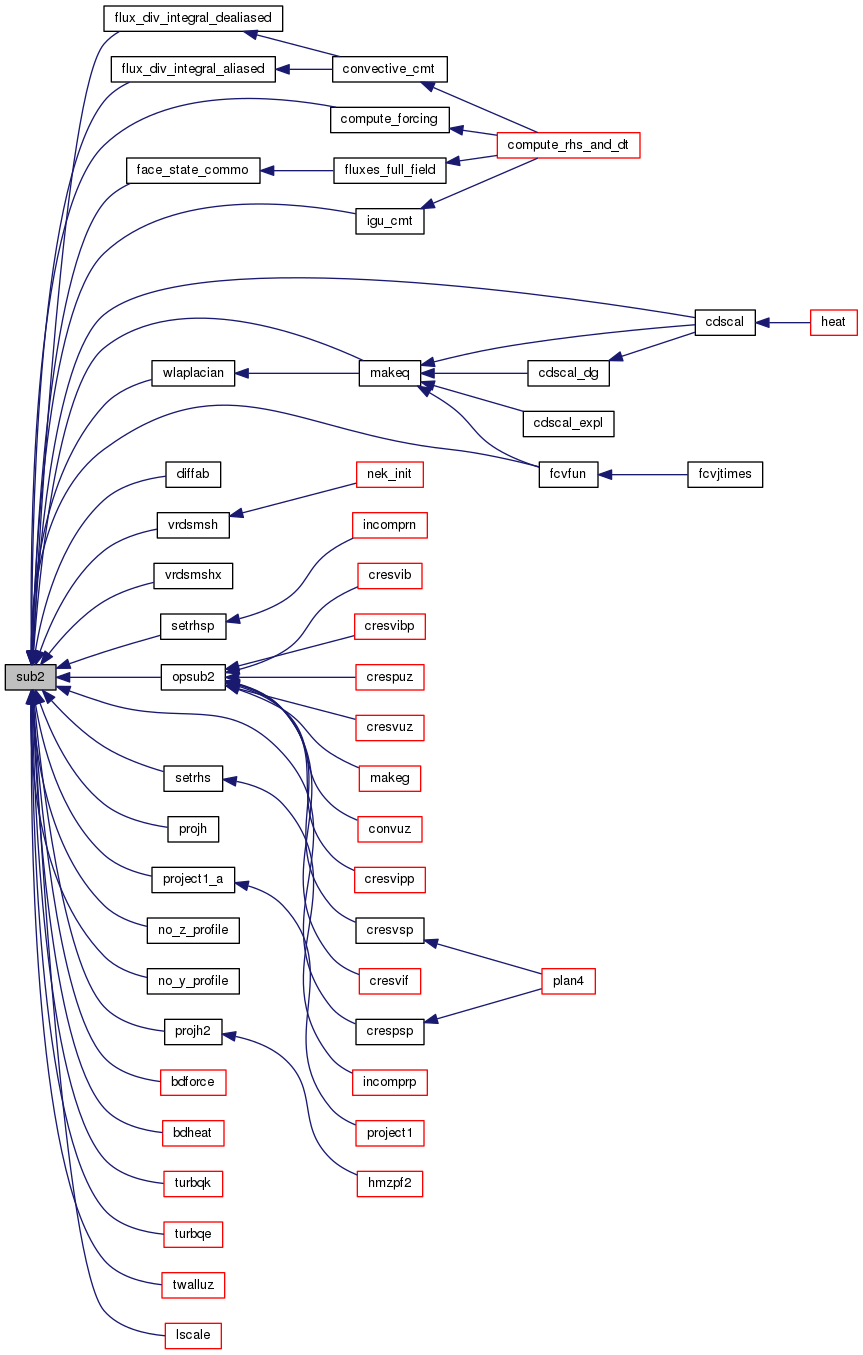 flux_div_integral_dealiased
flux_div_integral_aliased
convective_cmt
compute_forcing
compute_rhs_and_dt
face_state_commo
fluxes_full_field
igu_cmt
cdscal
heat
wlaplacian
makeq
cdscal_dg
cdscal_expl
diffab
nek_init
fcvfun
fcvjtimes
vrdsmsh
incomprn
vrdsmshx
cresvib
setrhsp
cresvibp
sub2
opsub2
crespuz
cresvuz
setrhs
makeg
projh
convuz
project1_a
cresvipp
no_z_profile
cresvsp
no_y_profile
cresvif
plan4
projh2
crespsp
bdforce
incomprp
bdheat
project1
turbqk
hmzpf2
turbqe
twalluz
lscale